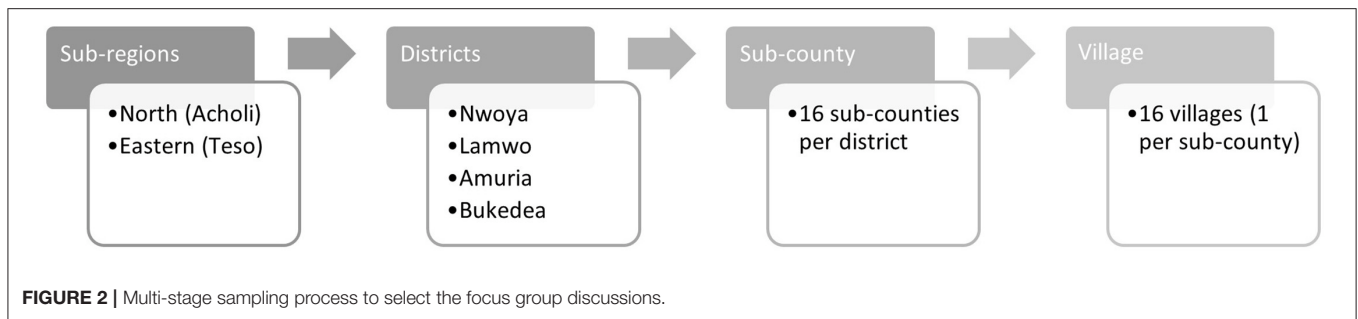 Sub-regions
•North (Acholi)
•Eastern (Teso)
Districts
•Nwoya
•Lamwo
•Amuria
•Bukedea
Sub-county
•16 sub-counties
per district
Village
•16 villages (1
per sub-county)
FIGURE 2 | Multi-stage sampling process to select the focus group discussions.